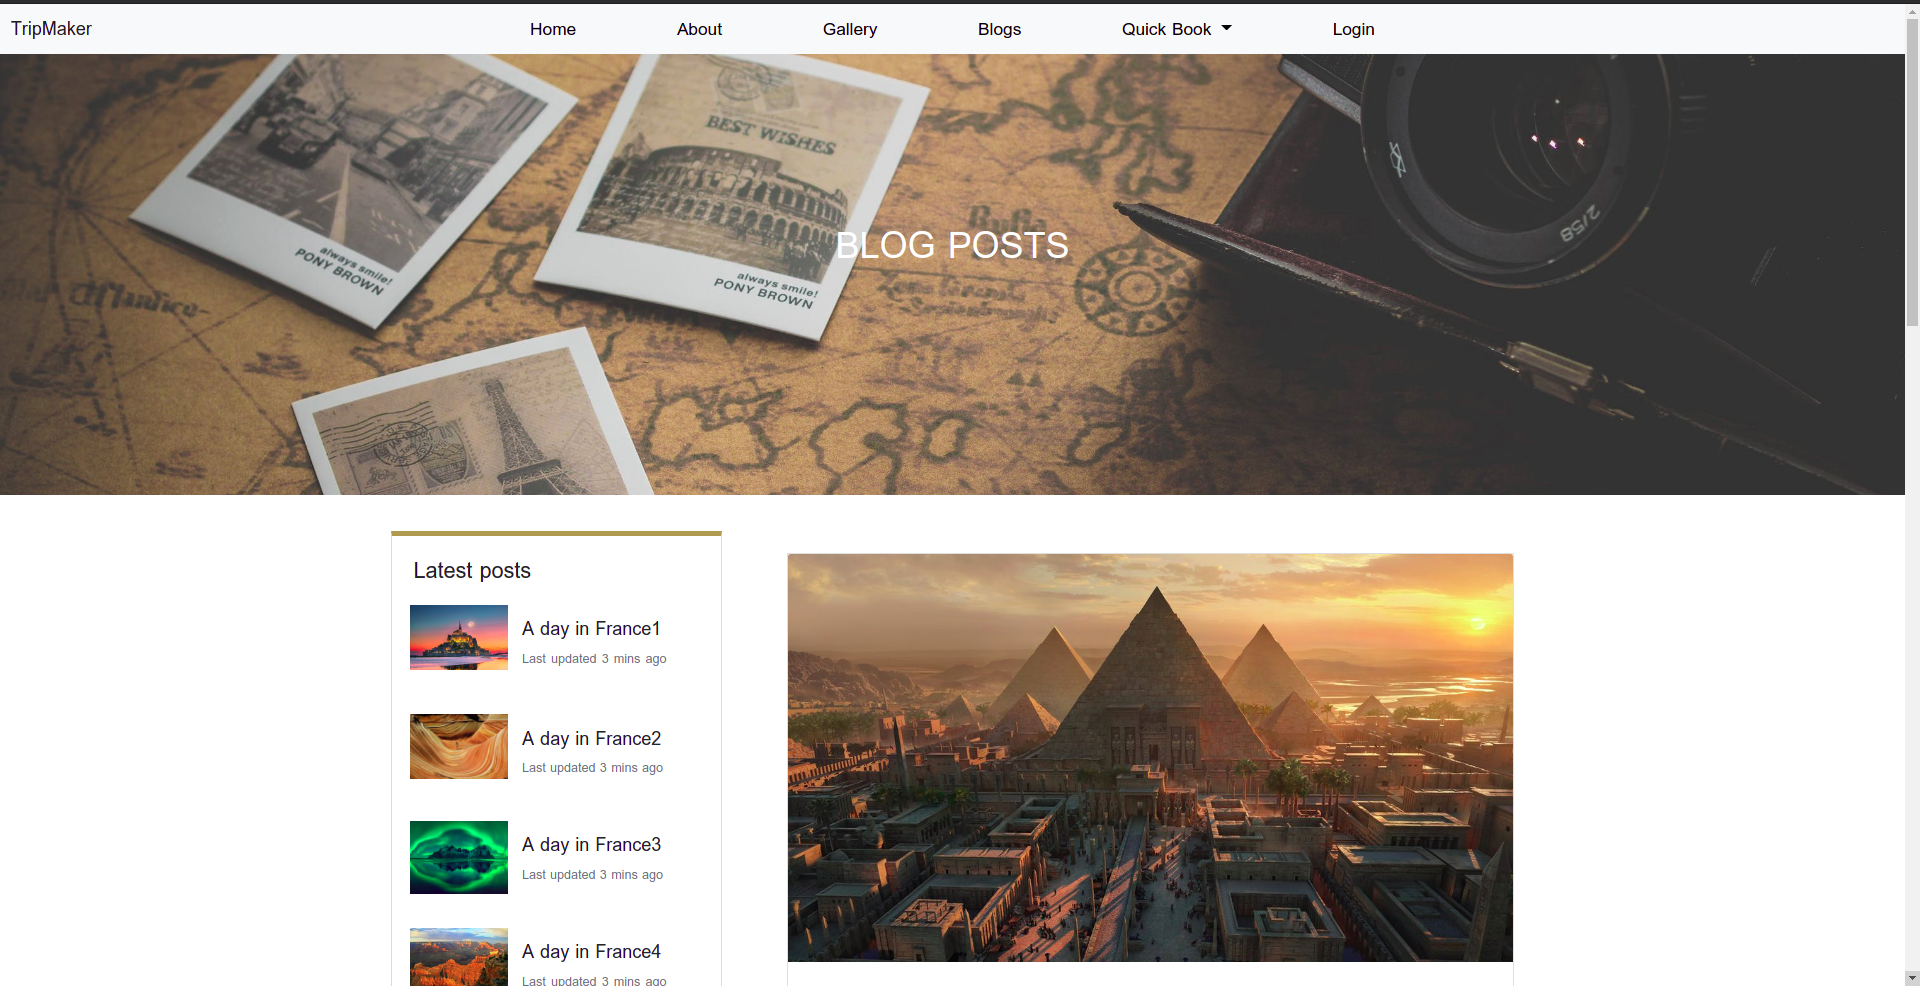 TripMaker Home About Gallery Blogs Quick Book Login
BEST WISHES
always smile!
PONY BROWN
always smile!
PONY BROWN
2/58
BLOG POSTS
Latest posts
A day in France1
Last updated 3 mins ago
A day in France2
Last updated 3 mins ago
A day in France3
Last updated 3 mins ago
A day in France4
Last updated 3 mins ago